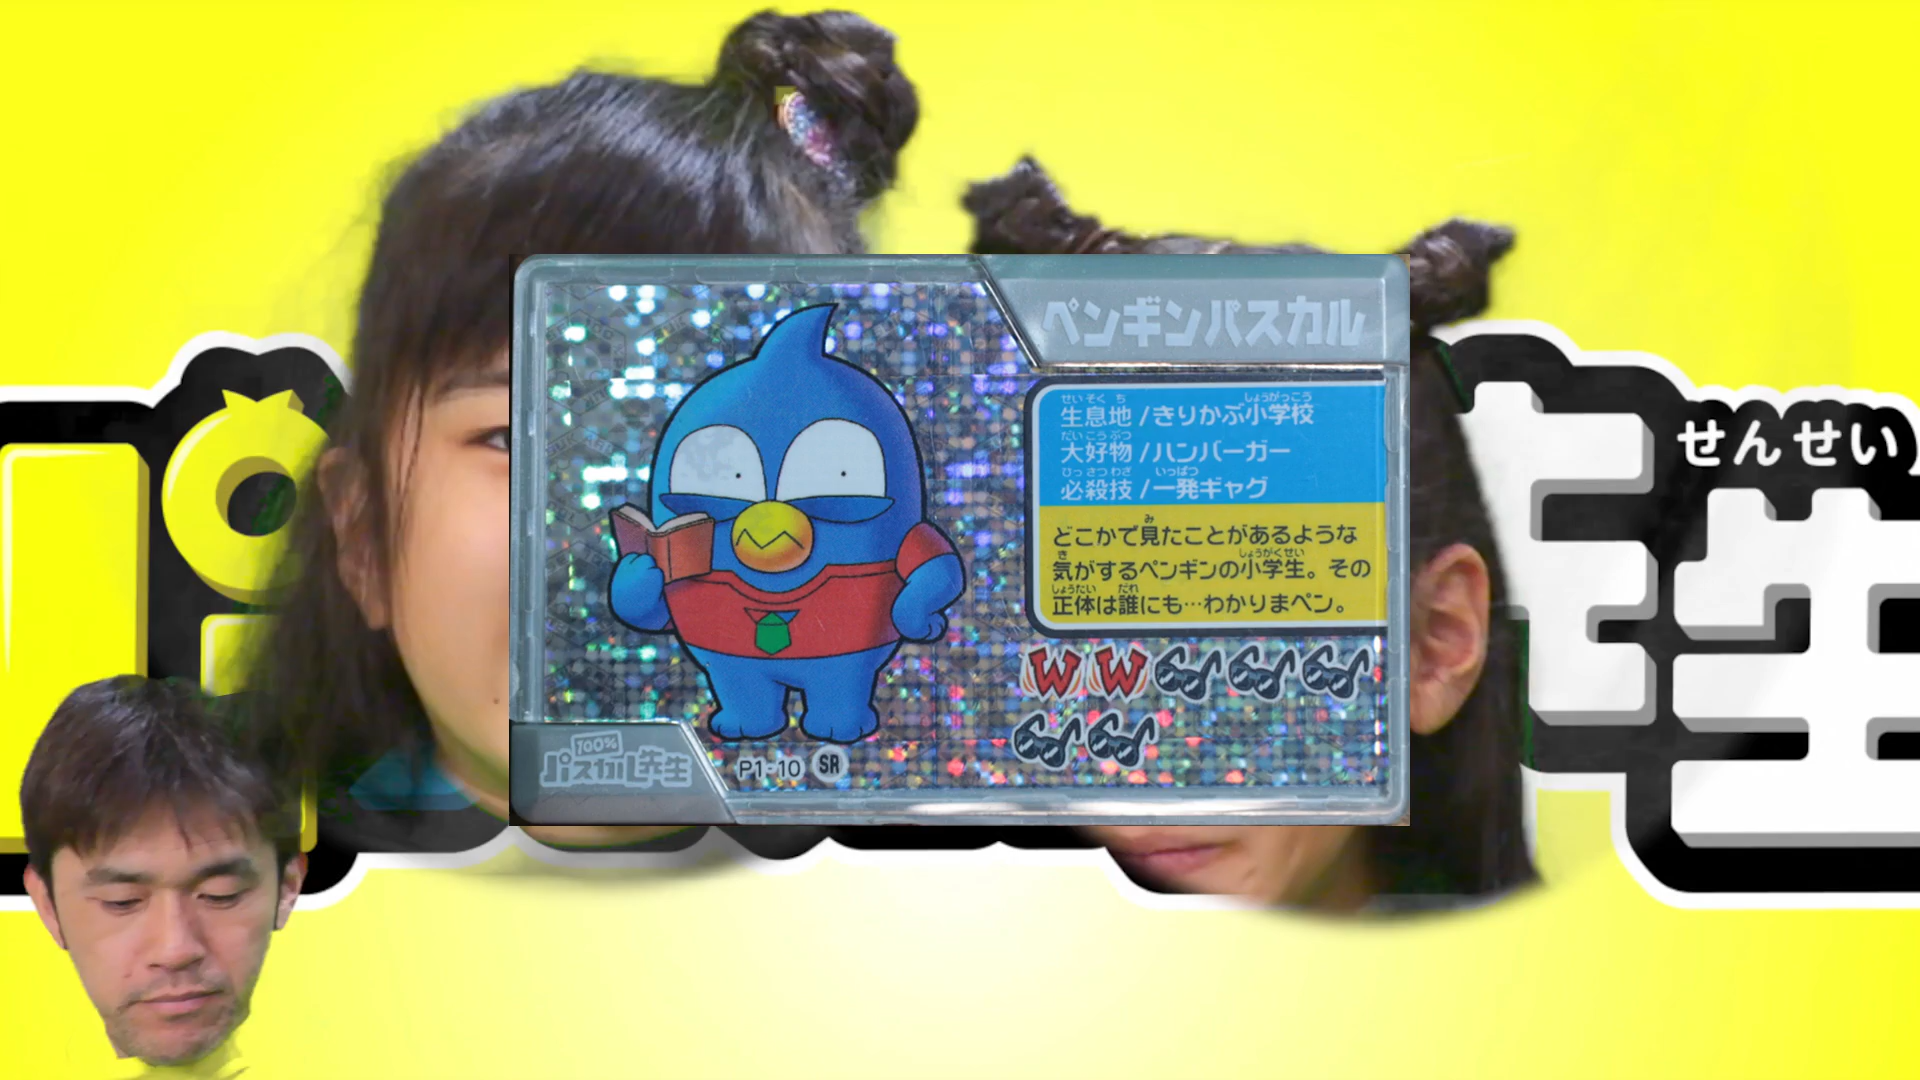 せんせい
パ
生
ペンギンパスカル
せいそくち
しょうがっこう
生息地/きりかぶ小学校
だいこうぶつ
大好物/ハンバーガー
ひっさつわざ
いっぱつ
必殺技/一発ギャグ
み
どこかで見たことがあるような
き
しょうがくせい
気がするペンギンの小学生。その
しょうたい
だれ
正体は誰にも…わかりまペン。
W W
100%
パスカル先生
P1-10 SR